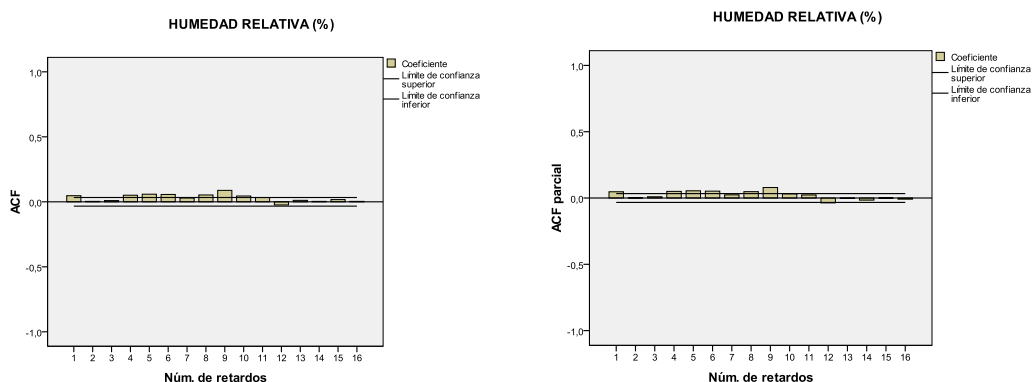 HUMEDAD RELATIVA (%)
1,0
0,5
0,0
-0,5
-1,0
ACF
1 2 3 4 5 6 7 8 9 10 11 12 13 14 15 16
Núm. de retardos
Coeficiente
Límite de confianza
superior
Límite de confianza
inferior
HUMEDAD RELATIVA (%)
1,0
0,5
0,0
-0,5
-1,0
ACF parcial
1 2 3 4 5 6 7 8 9 10 11 12 13 14 15 16
Núm. de retardos
Coeficiente
Límite de confianza
superior
Límite de confianza
inferior